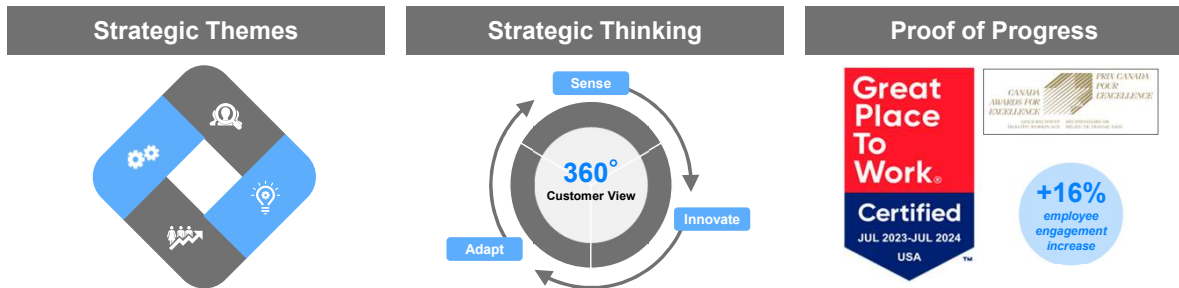 Strategic Themes
Strategic Thinking
Sense
360°
Customer View
Innovate
Adapt
Proof of Progress
Great
Place
To
Work®
Certified
JUL 2023-JUL 2024
USA
TM
CANADA
AWARDS FOR
EXCELLENCE
PRIX CANADA
POUR
L'EXCELLENCE
+16%
employee
engagement
increase